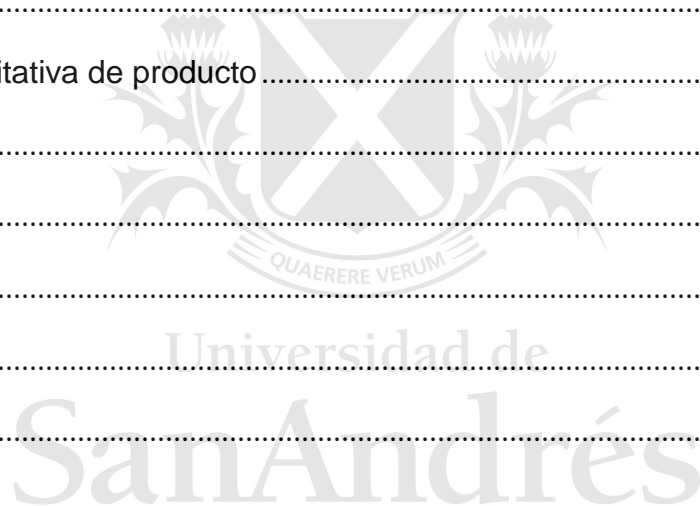 itativa de producto
QUAERERE VERUM
Universidad de
SanAndrés